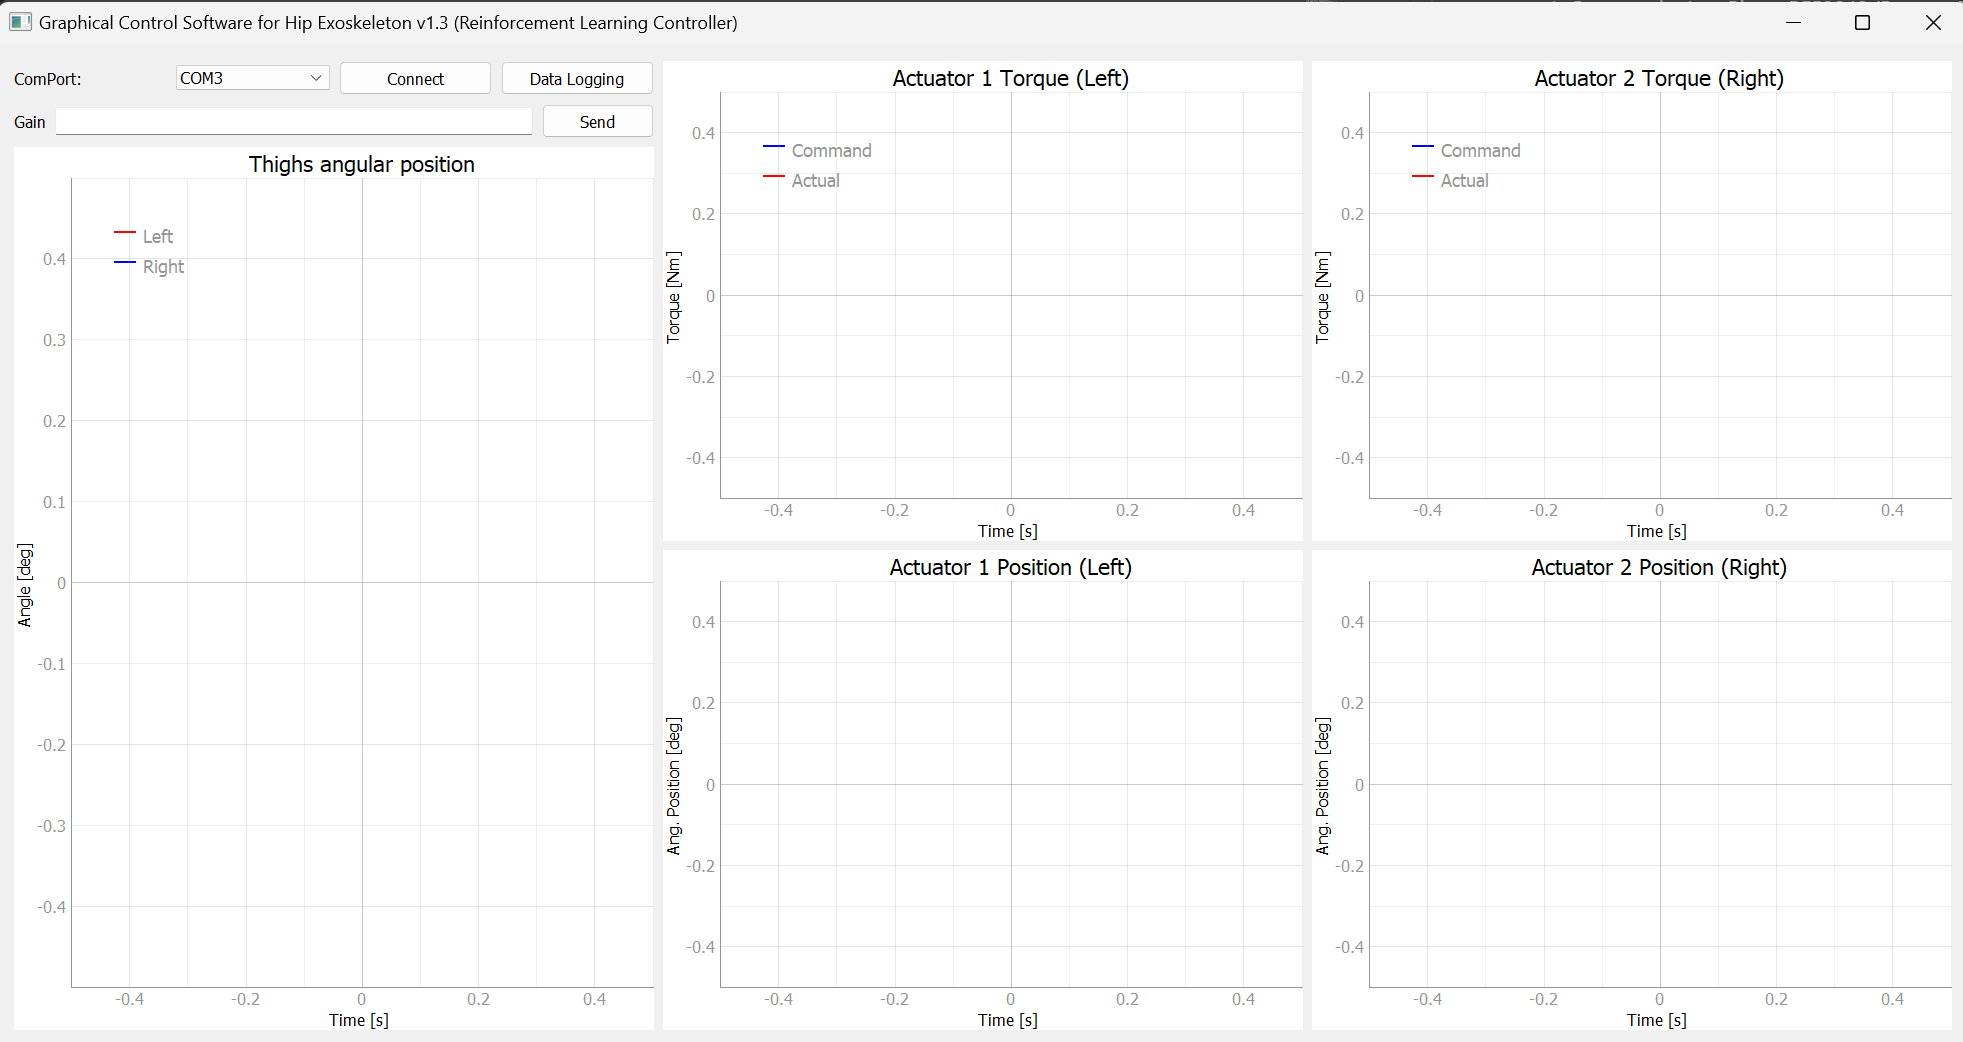 Graphical Control Software for Hip Exoskeleton v1.3 (Reinforcement Learning Controller)
ComPort: COM3 Connect Data Logging
Gain Send
Thighs angular position
Left
Right
0.4
0.3
0.2
0.1
0
-0.1
-0.2
-0.3
-0.4
Angle [deg]
-0.4 -0.2 0 0.2 0.4
Time [s]
Actuator 1 Torque (Left)
Command
Actual
0.4
0.2
0
-0.2
-0.4
Torque [Nm]
-0.4 -0.2 0 0.2 0.4
Time [s]
Actuator 2 Torque (Right)
Command
Actual
0.4
0.2
0
-0.2
-0.4
Torque [Nm]
-0.4 -0.2 0 0.2 0.4
Time [s]
Actuator 1 Position (Left)
0.4
0.2
0
-0.2
-0.4
Ang. Position [deg]
-0.4 -0.2 0 0.2 0.4
Time [s]
Actuator 2 Position (Right)
0.4
0.2
0
-0.2
-0.4
Ang. Position [deg]
-0.4 -0.2 0 0.2 0.4
Time [s]